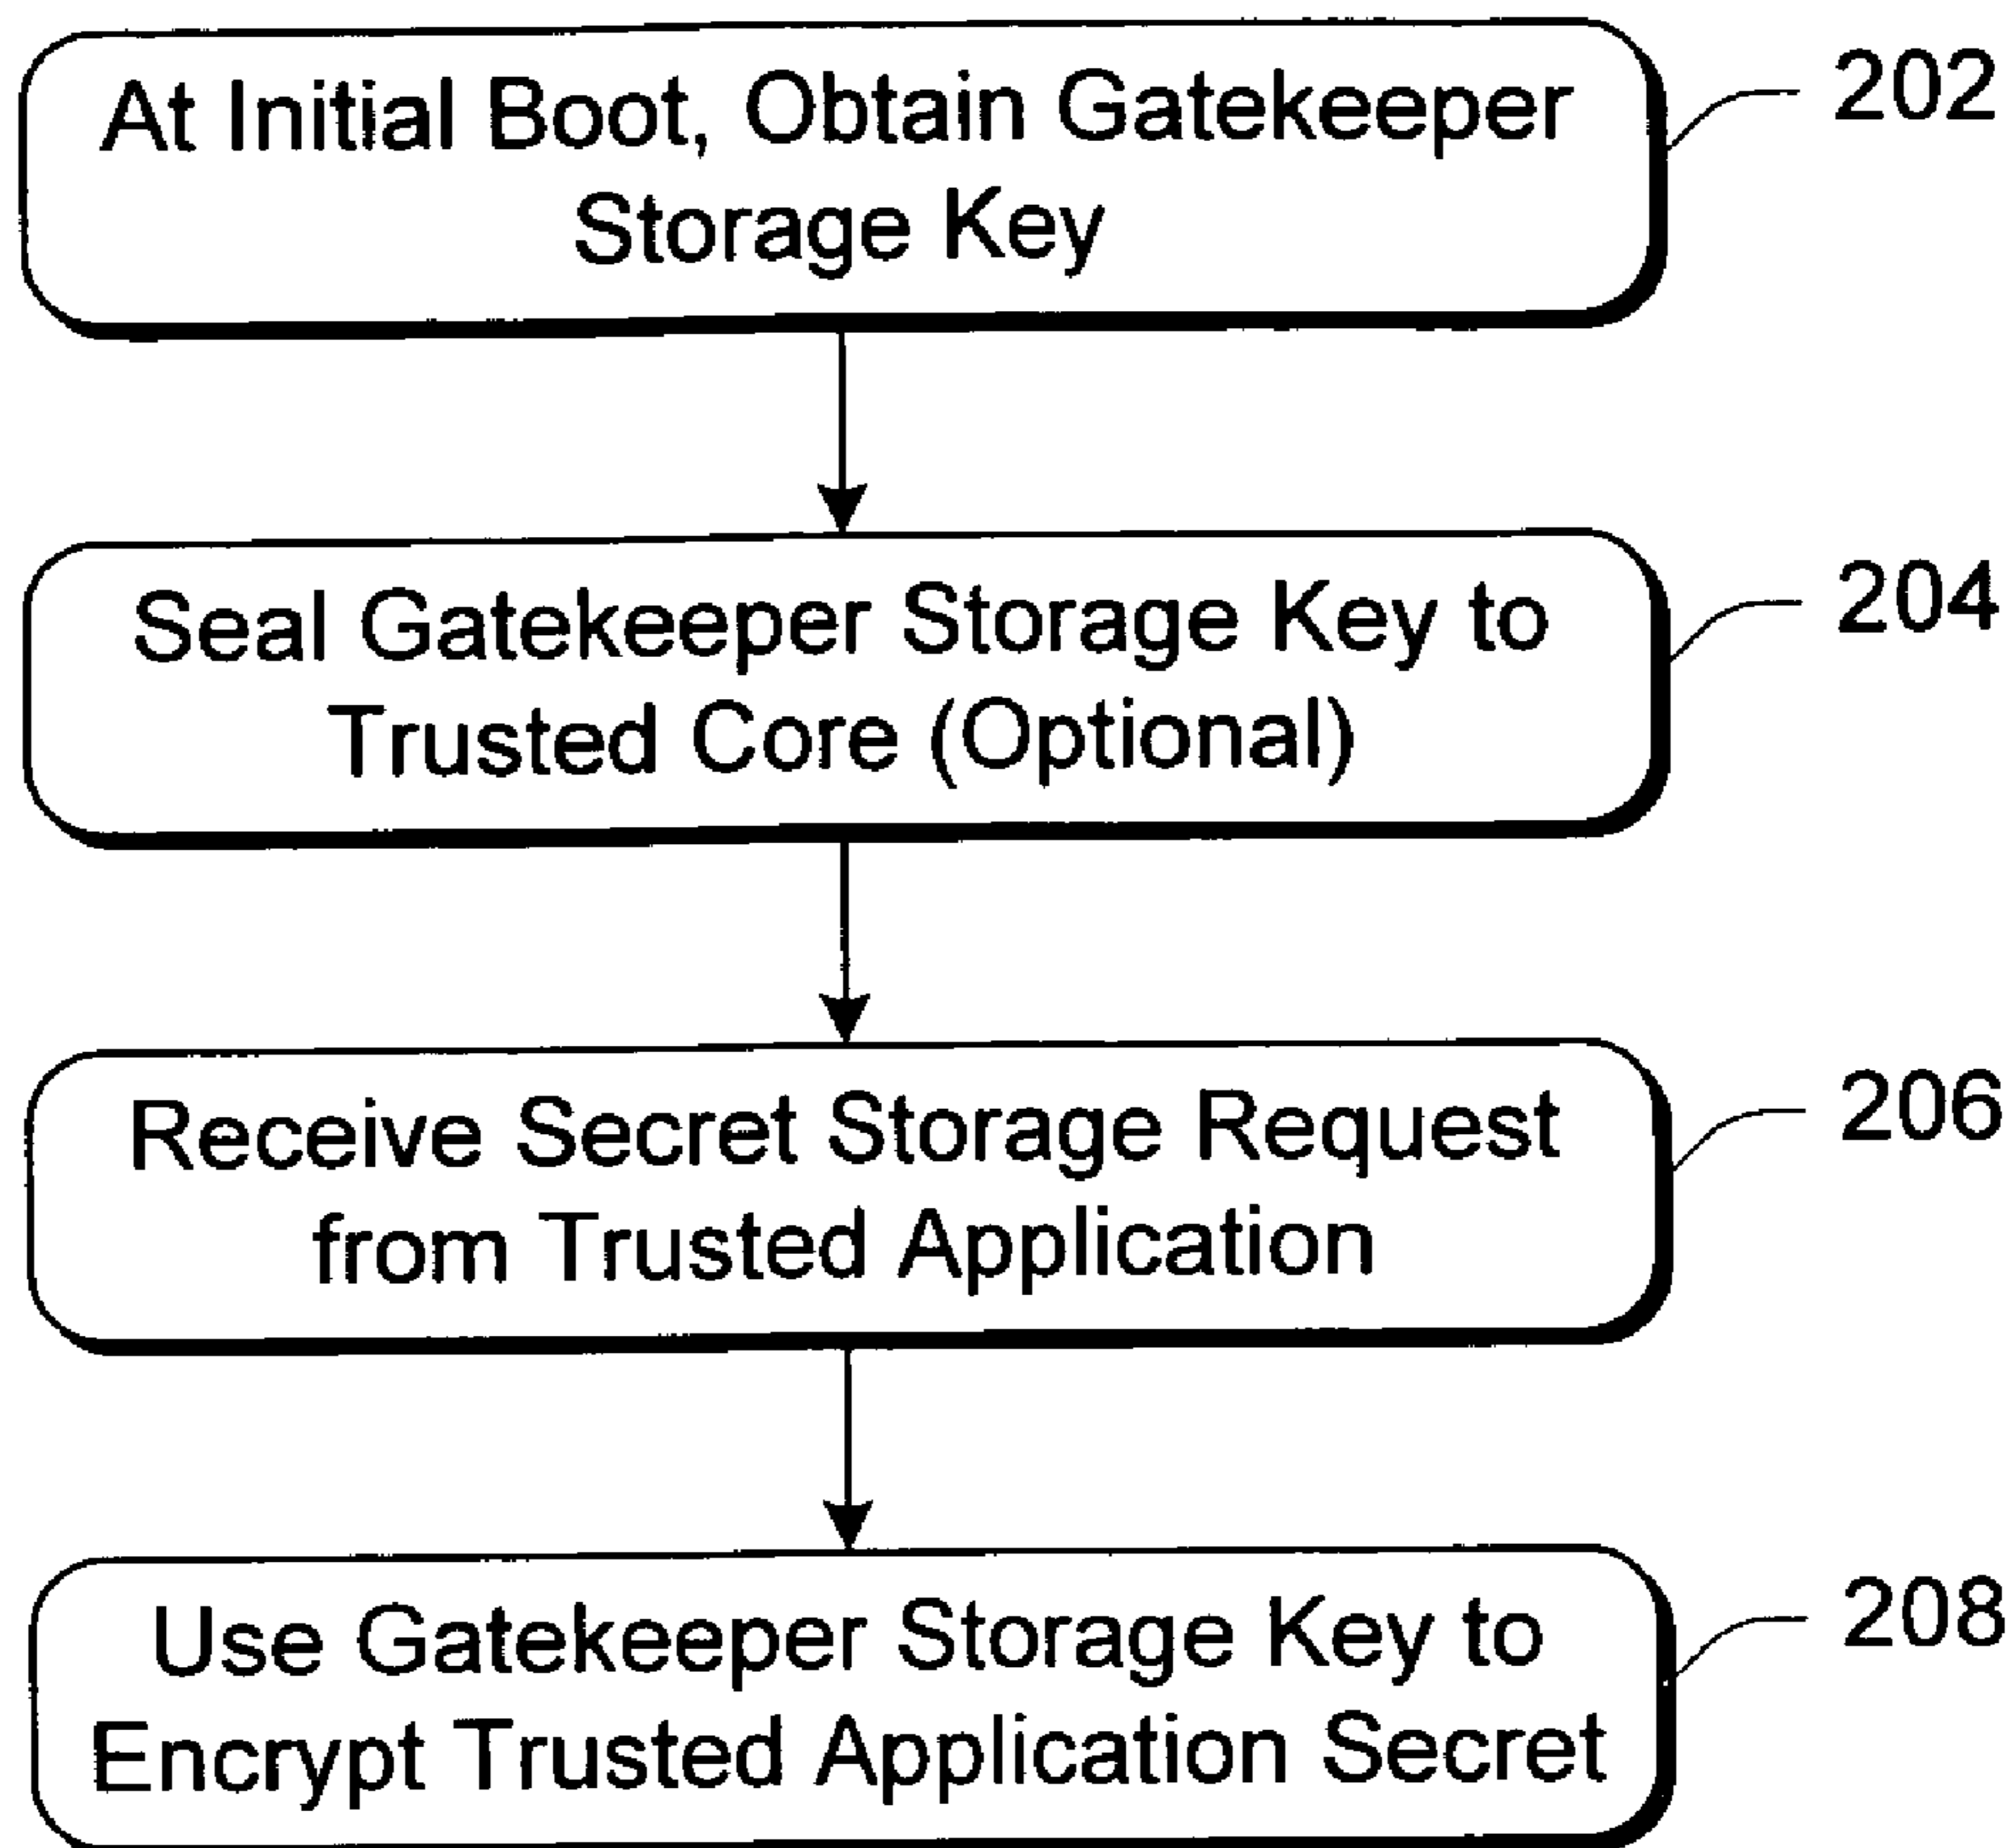 At Initial Boot, Obtain Gatekeeper
Storage Key
202
Seal Gatekeeper Storage Key to
Trusted Core (Optional)
204
Receive Secret Storage Request
from Trusted Application
206
Use Gatekeeper Storage Key to
Encrypt Trusted Application Secret
208